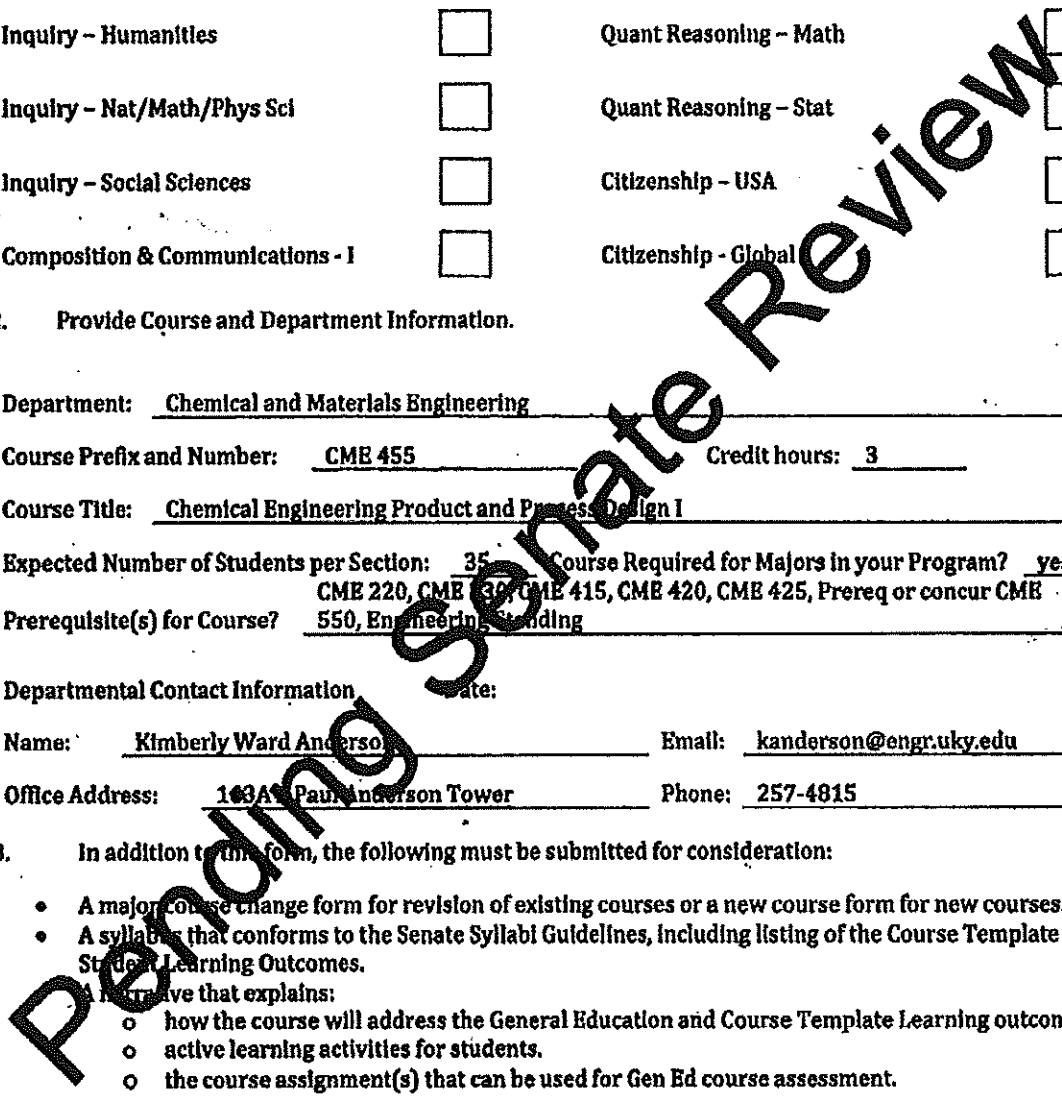 Inquiry – Humanities Quant Reasoning – Math
Inquiry – Nat/Math/Phys Sci Quant Reasoning – Stat
Inquiry – Social Sciences Citizenship – USA
Composition & Communications - I Citizenship - Global
Provide Course and Department Information.
Department: Chemical and Materials Engineering
Course Prefix and Number: CME 455 Credit hours: 3
Course Title: Chemical Engineering Product and Process Design I
Expected Number of Students per Section: 35 Course Required for Majors in your Program?
CME 220, CME CME 415, CME 420, CME 425, Prereq or concur CME
Prerequisite(s) for Course? 550, Engineering Standing
Departmental Contact Information Date:
Name: Kimberly Ward Anderson Email: kanderson@engr.uky.edu
Office Address: Paul Anderson Tower Phone: 257-4815
In addition to this form, the following must be submitted for consideration:
• A major course change form for revision of existing courses or a new course form for new courses.
• A syllabus that conforms to the Senate Syllabi Guidelines, including listing of the Course Template
Student Learning Outcomes.
A narrative that explains:
o how the course will address the General Education and Course Template Learning
o active learning activities for students.
o the course assignment(s) that can be used for Gen Ed course assessment.
Pending Senate Review